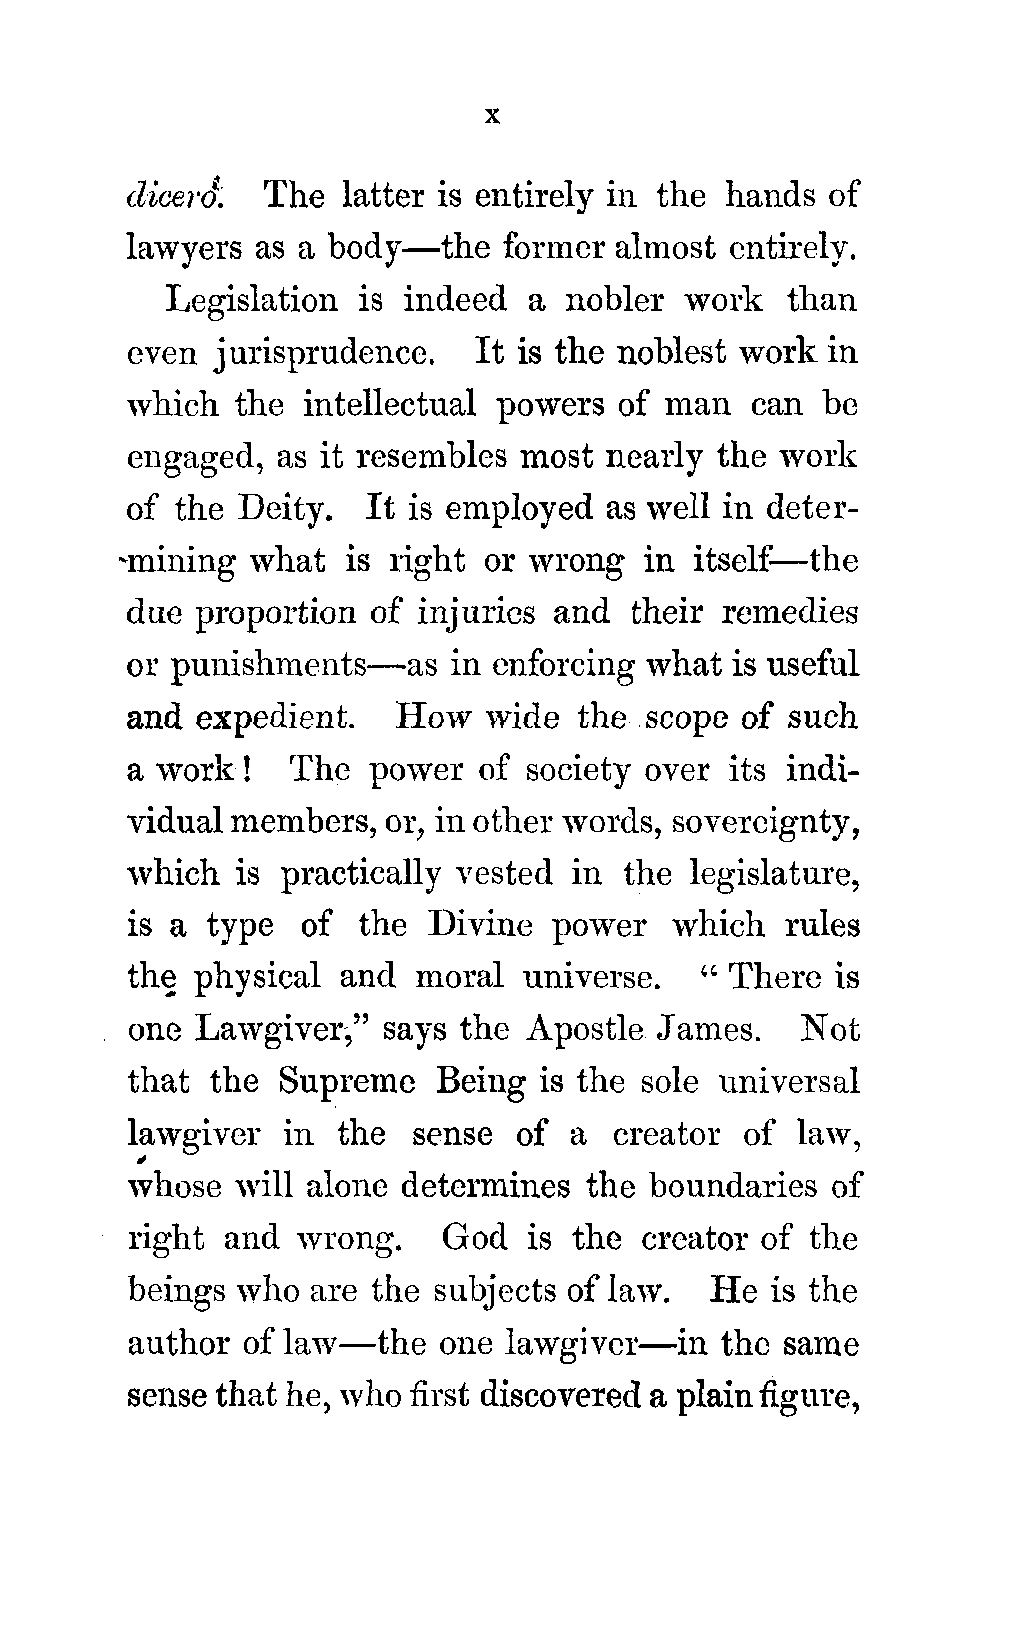 x
dicerd. The latter is entirely in the hands of
lawyers as a body—the former almost entirely.
Legislation is indeed a nobler work than
even jurisprudence. It is the noblest work in
which the intellectual powers of man can be
engaged, as it resembles most nearly the work
of the Deity. It is employed as well in deter-
mining what is right or wrong in itself—the
due proportion of injuries and their remedies
or punishments—as in enforcing what is useful
and expedient. How wide the scope of such
a work! The power of society over its indi-
vidual members, or, in other words, sovereignty,
which is practically vested in the legislature,
is a type of the Divine power which rules
the physical and moral universe. “There is
one Lawgiver,” says the Apostle James. Not
that the Supreme Being is the sole universal
lawgiver in the sense of a creator of law,
whose will alone determines the boundaries of
right and wrong. God is the creator of the
beings who are the subjects of law. He is the
author of law—the one lawgiver—in the same
sense that he, who first discovered a plain figure,